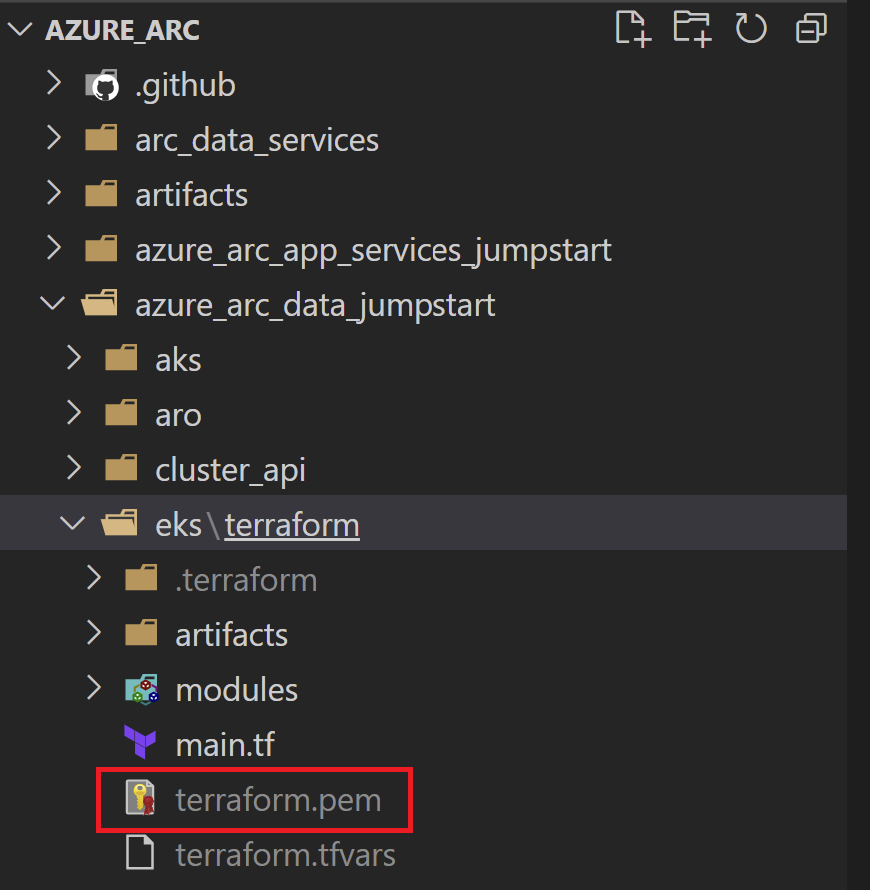 AZURE_ARC
.github
arc_data_services
artifacts
azure_arc_app_services_jumpstart
azure_arc_data_jumpstart
aks
aro
cluster_api
eks\terraform
.terraform
artifacts
modules
main.tf
terraform.pem
terraform.tfvars